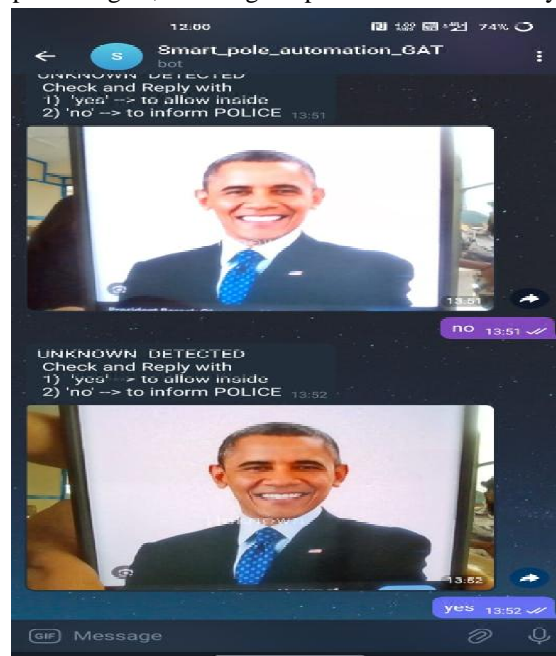 12:00
74%
S
Smart_pole_automation_GAT
bot
UNKNOWN DETECTED
Check and Reply with
1) 'yes' --> to allow inside
2) 'no' --> to inform POLICE 13:51
13:51
no 13:51
UNKNOWN DETECTED
Check and Reply with
1) 'yes' --> to allow inside
2) 'no' --> to inform POLICE 13:52
UNKNOWN
13:52
yes 13:52
GIF Message